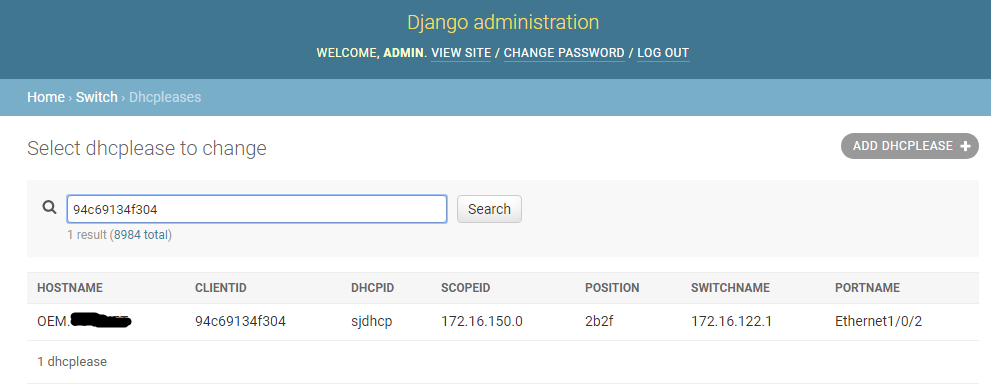 Django administration
WELCOME, ADMIN. VIEW SITE / CHANGE PASSWORD / LOG OUT
Home › Switch › Dhcpleases
Select dhcplease to change
ADD DHCPLEASE +
94c69134f304 Search
1 result (8984 total)
HOSTNAME CLIENTID DHCPID SCOPEID POSITION SWITCHNAME PORTNAME
OEM. 94c69134f304 sjdhcp 172.16.150.0 2b2f 172.16.122.1 Ethernet1/0/2
1 dhcplease